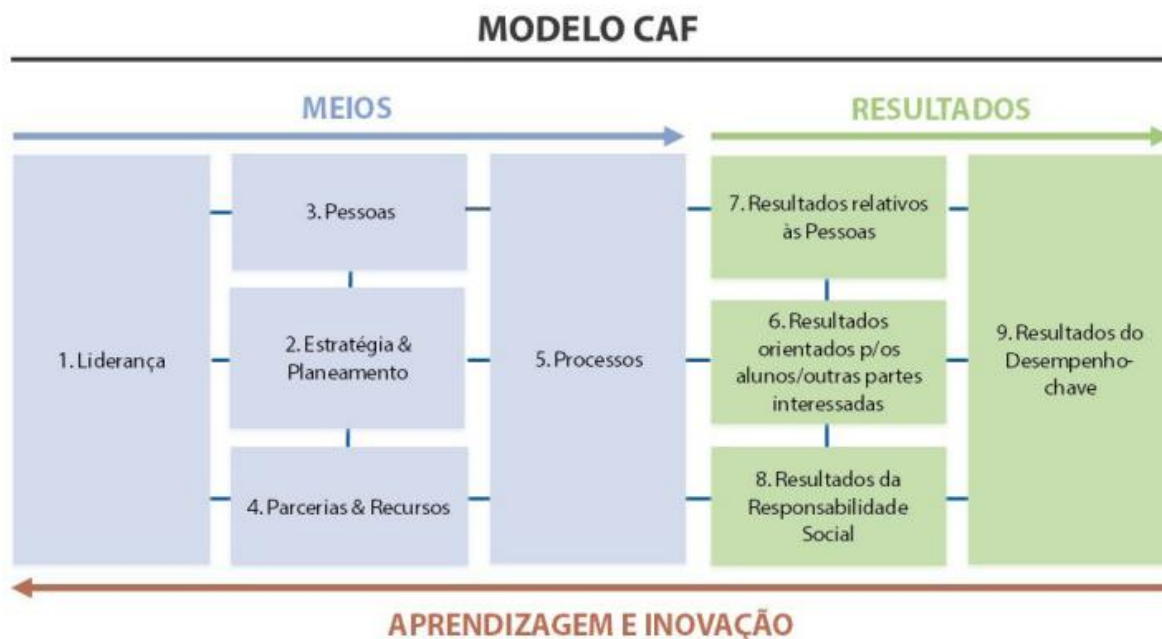 MODELO CAF
MEIOS
RESULTADOS
1. Liderança
3. Pessoas
2. Estratégia &
Planeamento
4. Parcerias & Recursos
5. Processos
7. Resultados relativos
às Pessoas
6. Resultados
orientados p/os
alunos/outras partes
interessadas
8. Resultados da
Responsabilidade
Social
9. Resultados do
Desempenho-
chave
APRENDIZAGEM E INOVAÇÃO